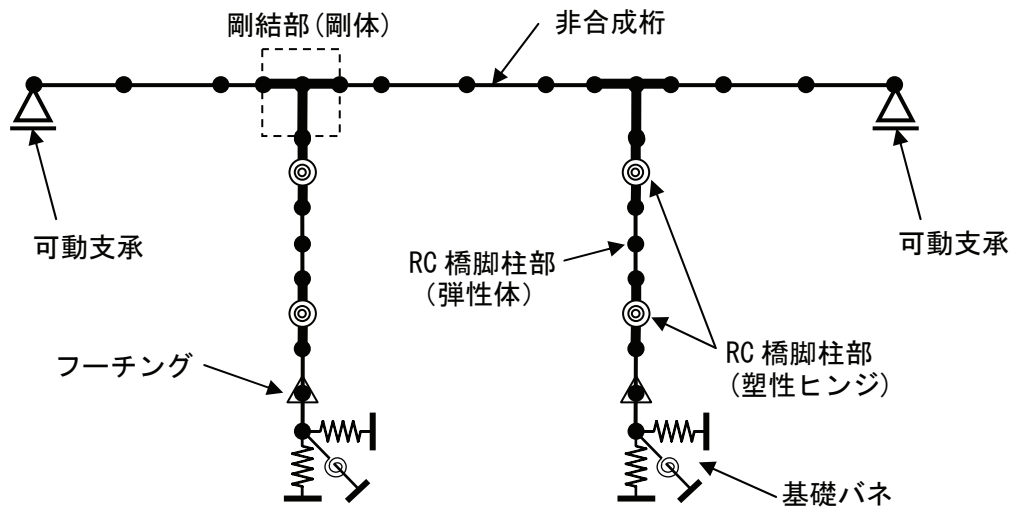 剛結部(剛体)
非合成桁
可動支承
可動支承
RC 橋脚柱部
(弾性体)
RC 橋脚柱部
(塑性ヒンジ)
フーチング
基礎バネ